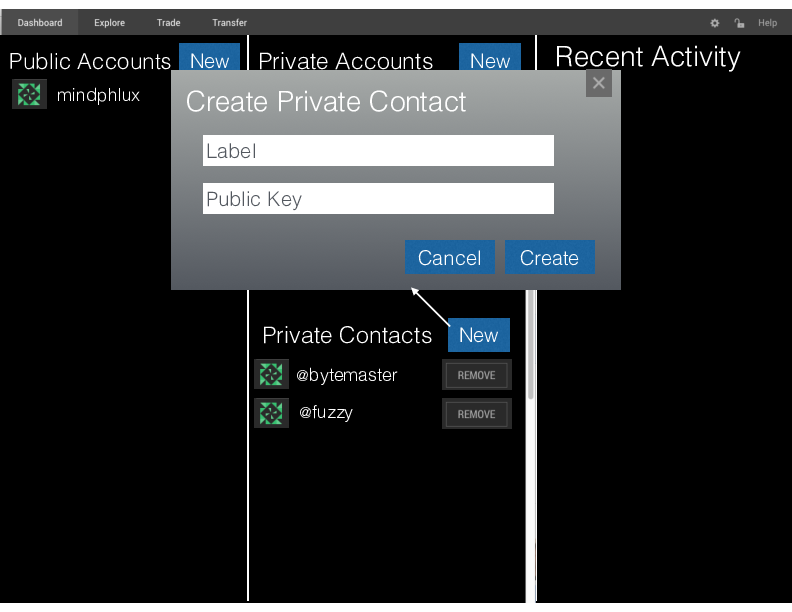 Dashboard Explore Trade Transfer Help
Public Accounts New Private Accounts New Recent Activity
mindphlux
Create Private Contact
Label
Public Key
Cancel Create
Private Contacts New
@bytemaster REMOVE
@fuzzy REMOVE